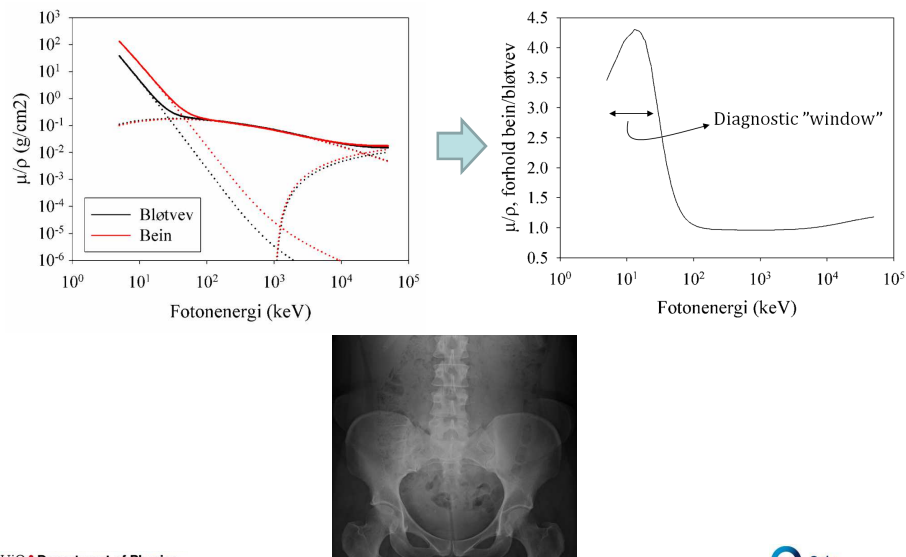 10³
10²
10¹
10⁰
10⁻¹
10⁻²
10⁻³
10⁻⁴
10⁻⁵
10⁻⁶
μ/ρ (g/cm2)
Bløtvev
Bein
10⁰ 10¹ 10² 10³ 10⁴ 10⁵
Fotonenergi (keV)
4.5
4.0
3.5
3.0
2.5
2.0
1.5
1.0
0.5
μ/ρ, forhold bein/bløtvev
Diagnostic "window"
10⁰ 10¹ 10² 10³ 10⁴ 10⁵
Fotonenergi (keV)